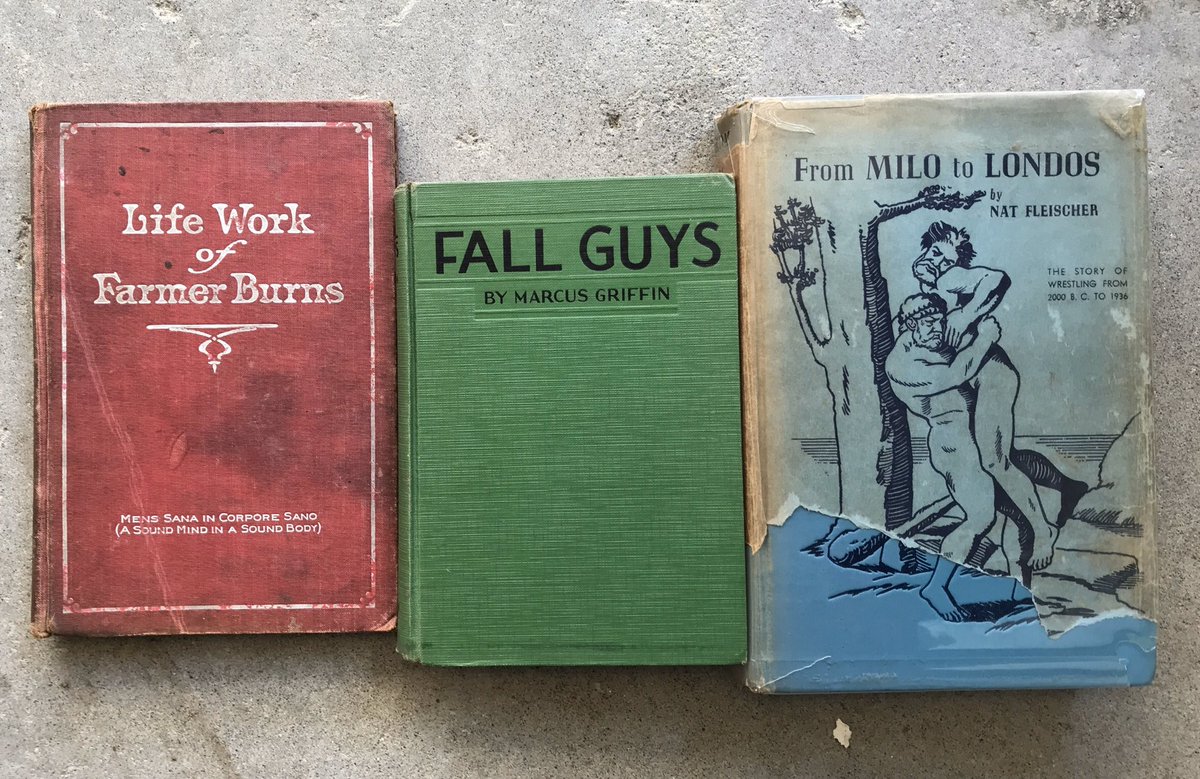 Life Work
of
Farmer Burns
Mens Sana in Corpore Sano
(A Sound Mind in a Sound Body)
FALL GUYS
BY MARCUS GRIFFIN
From MILO to LONDOS
by
NAT FLEISCHER
THE STORY OF
WRESTLING FROM
2000 B. C. TO 1936